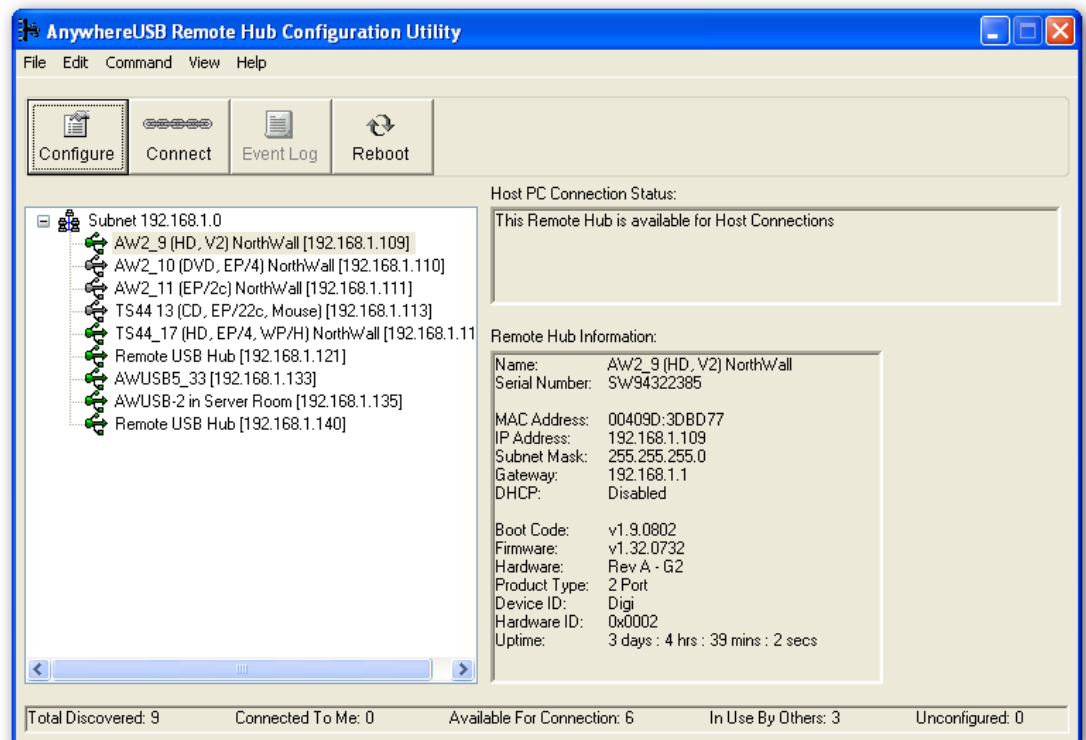 AnywhereUSB Remote Hub Configuration Utility
File Edit Command View Help
Configure Connect Event Log Reboot
Host PC Connection Status:
This Remote Hub is available for Host Connections
Subnet 192.168.1.0
AW2_9 (HD, V2) NorthWall [192.168.1.109]
AW2_10 (DVD, EP/4) NorthWall [192.168.1.110]
AW2_11 (EP/2c) NorthWall [192.168.1.111]
TS44 13 (CD, EP/22c, Mouse) [192.168.1.113]
TS44_17 (HD, EP/4, WP/H) NorthWall [192.168.1.11
Remote USB Hub [192.168.1.121]
AWUSB5_33 [192.168.1.133]
AWUSB-2 in Server Room [192.168.1.135]
Remote USB Hub [192.168.1.140]
Remote Hub Information:
Name: AW2_9 (HD, V2) NorthWall
Serial Number: SW94322385
MAC Address: 00409D:3DBD77
IP Address: 192.168.1.109
Subnet Mask: 255.255.255.0
Gateway: 192.168.1.1
DHCP: Disabled
Boot Code: v1.9.0802
Firmware: v1.32.0732
Hardware: Rev A - G2
Product Type: 2 Port
Device ID: Digi
Hardware ID: 0x0002
Uptime: 3 days : 4 hrs : 39 mins : 2 secs
Total Discovered: 9 Connected To Me: 0 Available For Connection: 6 In Use By Others: 3 Unconfigured: 0